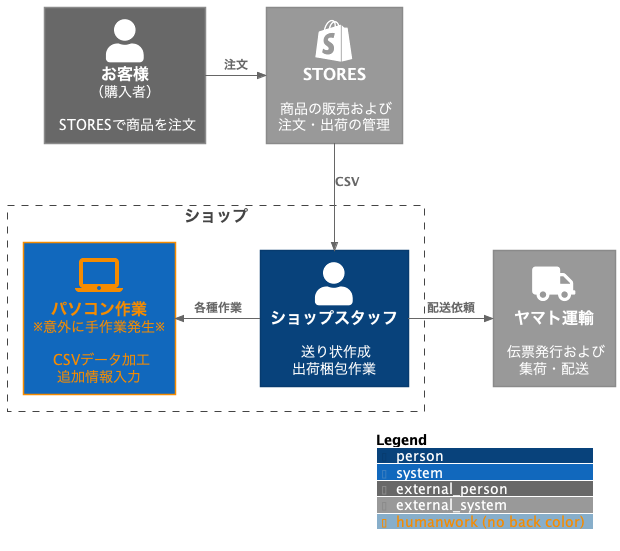 お客様
（購入者）
STORESで商品を注文
注文
STORES
商品の販売および
注文・出荷の管理
CSV
ショップ
パソコン作業
※意外に手作業発生※
CSVデータ加工
追加情報入力
各種作業
ショップスタッフ
送り状作成
出荷梱包作業
配送依頼
ヤマト運輸
伝票発行および
集荷・配送
Legend
person
system
external_person
external_system
humanwork (no back color)